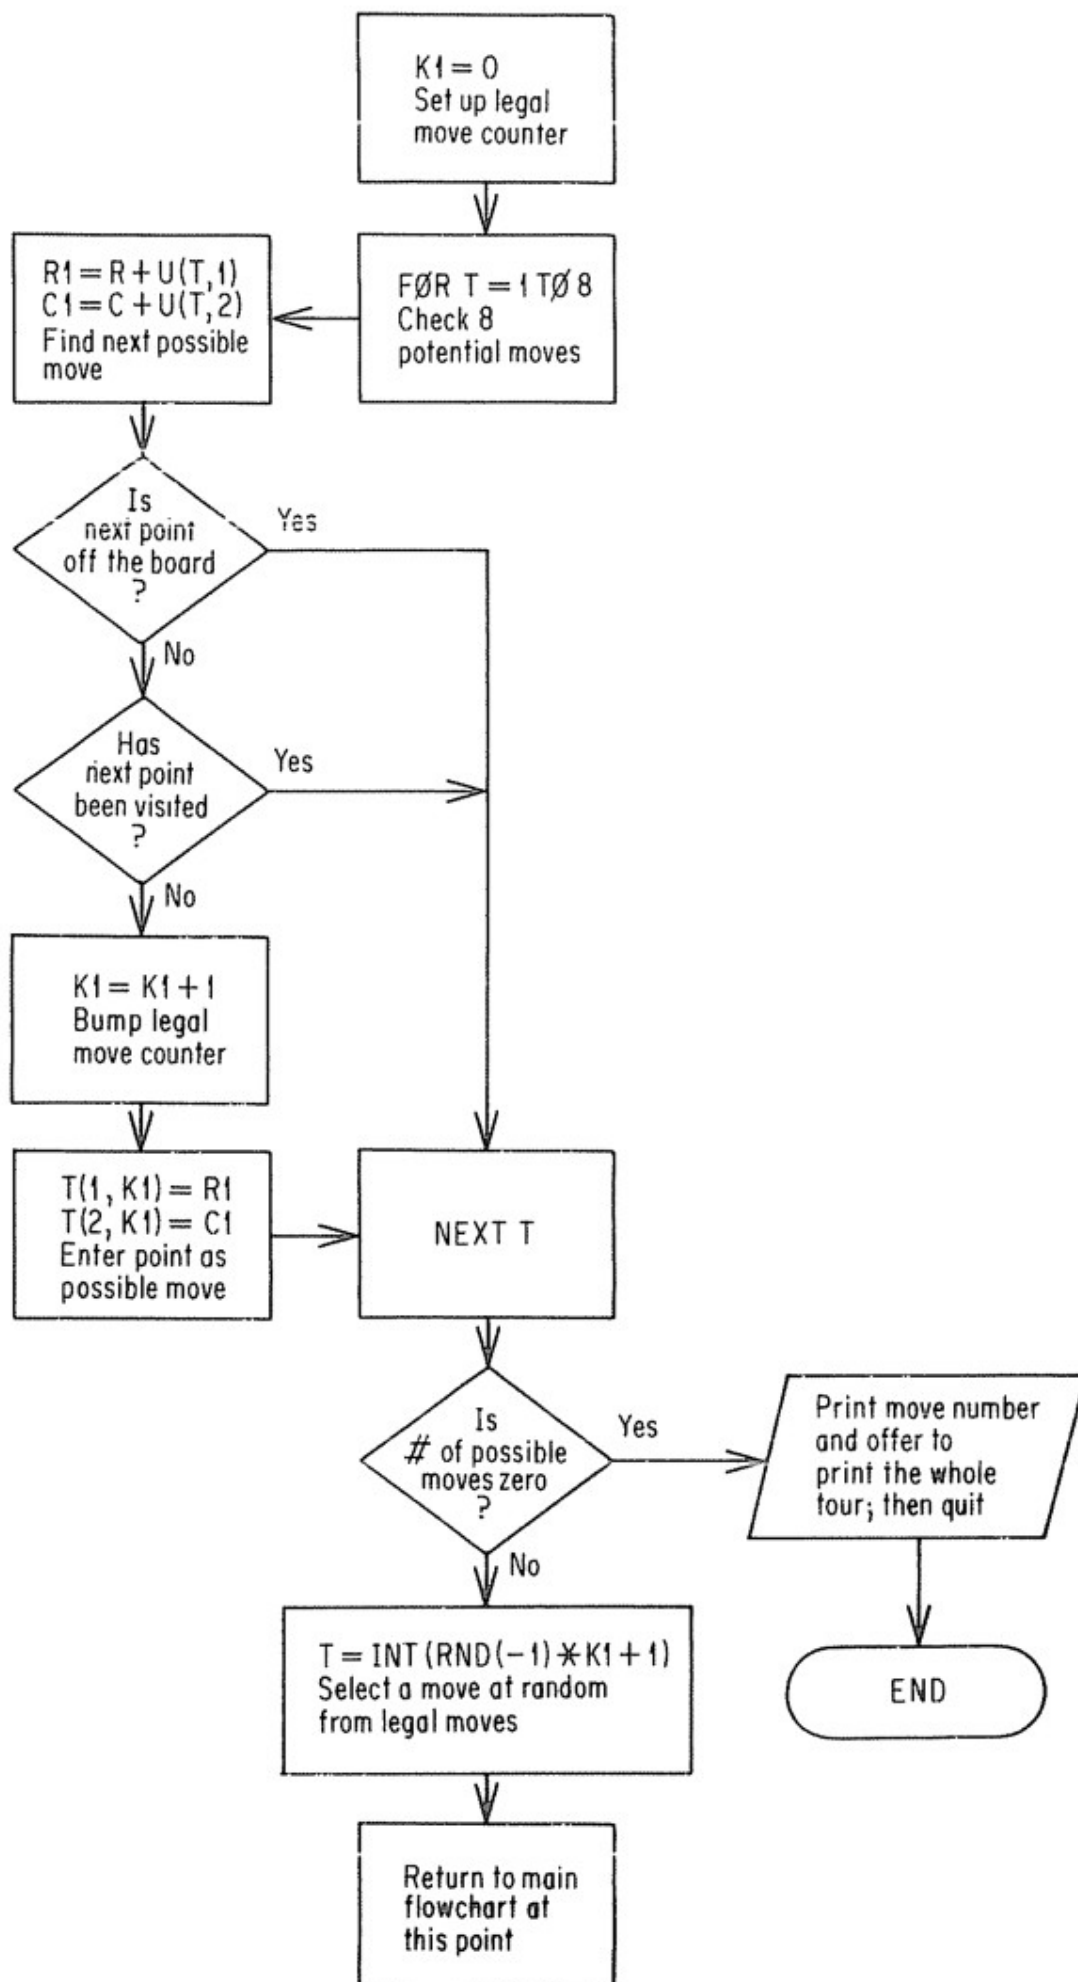 K1 = 0
Set up legal
move counter
FØR T = 1 TØ 8
Check 8
potential moves
R1 = R + U(T,1)
C1 = C + U(T,2)
Find next possible
move
Is
next point
off the board
?
Yes
No
Has
next point
been visited
?
Yes
No
K1 = K1 + 1
Bump legal
move counter
T(1, K1) = R1
T(2, K1) = C1
Enter point as
possible move
NEXT T
Is
# of possible
moves zero
?
Yes
Print move number
and offer to
print the whole
tour; then quit
END
No
T = INT (RND(-1) * K1 + 1)
Select a move at random
from legal moves
Return to main
flowchart at
this point